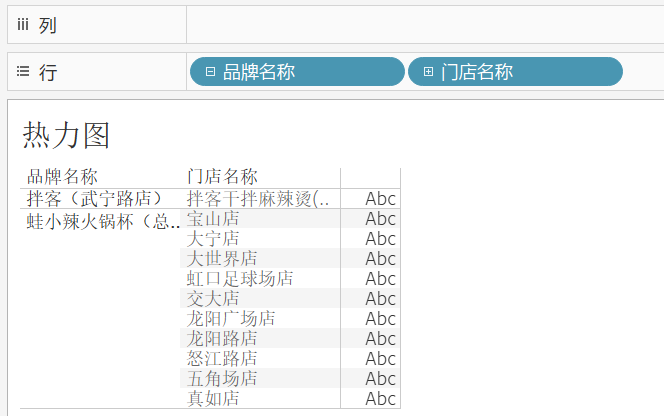 列
行 品牌名称 门店名称
热力图
品牌名称 门店名称
拌客（武宁路店） 拌客干拌麻辣烫(.. Abc
蛙小辣火锅杯（总.. 宝山店 Abc
大宁店 Abc
大世界店 Abc
虹口足球场店 Abc
交大店 Abc
龙阳广场店 Abc
龙阳路店 Abc
怒江路店 Abc
五角场店 Abc
真如店 Abc